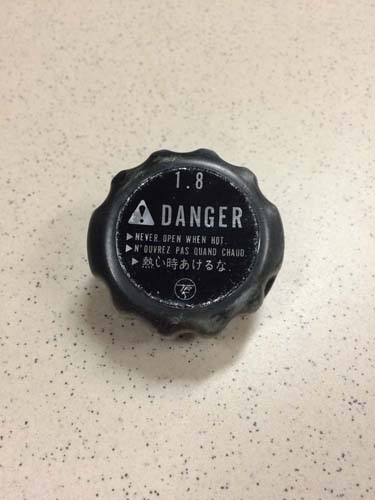 1.8
DANGER
▶NEVER OPEN WHEN HOT.
▶N'OUVREZ PAS QUAND CHAUD.
▶熱い時あけるな.